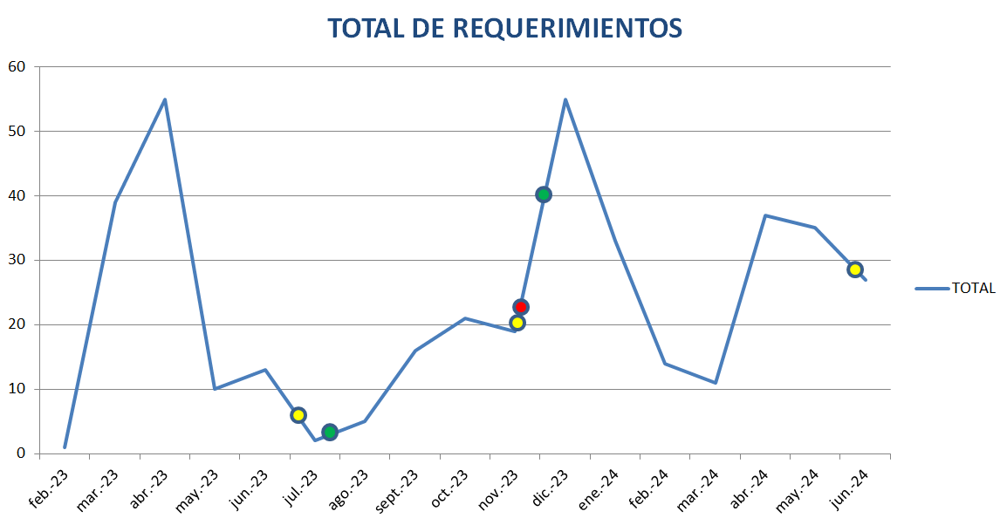 TOTAL DE REQUERIMIENTOS
60
50
40
30
20
10
0
feb.-23
mar.-23
abr.-23
may.-23
jun.-23
jul.-23
ago.-23
sept.-23
oct.-23
nov.-23
dic.-23
ene.-24
feb.-24
mar.-24
abr.-24
may.-24
jun.-24
TOTAL